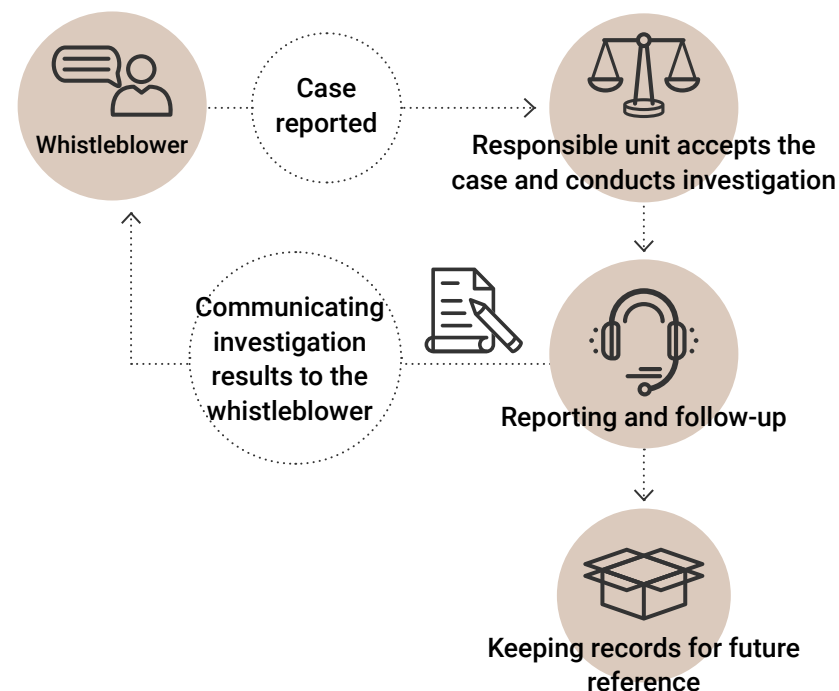 Whistleblower
Case
reported
Responsible unit accepts the
case and conducts investigation
Communicating
investigation
results to the
whistleblower
Reporting and follow-up
Keeping records for future
reference